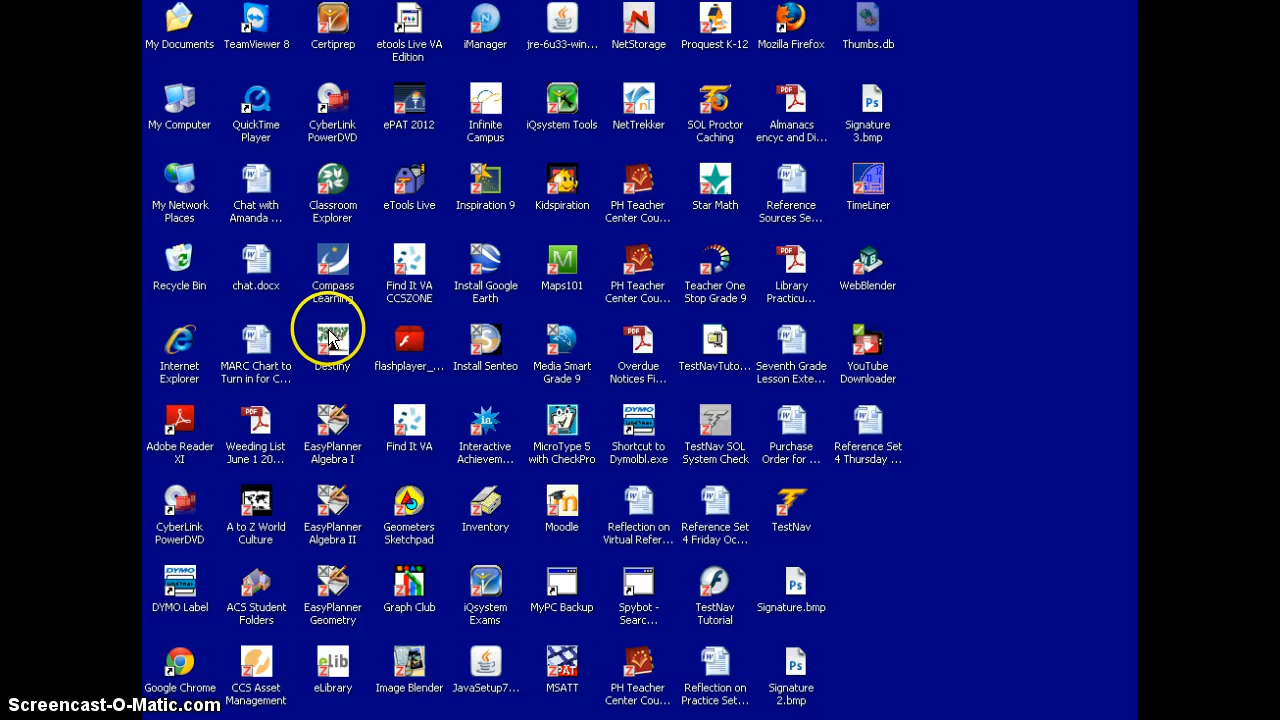 My Documents
TeamViewer 8
Certiprep
etools Live VA
Edition
iManager
jre-6u33-win...
NetStorage
Proquest K-12
Mozilla Firefox
Thumbs.db
My Computer
QuickTime
Player
CyberLink
PowerDVD
ePAT 2012
Infinite
Campus
iQsystem Tools
NetTrekker
SOL Proctor
Caching
Almanacs
encyc and Di...
Signature
3.bmp
My Network
Places
Chat with
Amanda ...
Classroom
Explorer
eTools Live
Inspiration 9
Kidspiration
PH Teacher
Center Cou...
Star Math
Reference
Sources Se...
TimeLiner
Recycle Bin
chat.docx
Compass
Learning
Find It VA
CCSZONE
Install Google
Earth
Maps101
PH Teacher
Center Cou...
Teacher One
Stop Grade 9
Library
Practicu...
WebBlender
Internet
Explorer
MARC Chart to
Turn in for C...
Destiny
flashplayer_...
Install Senteo
Media Smart
Grade 9
Overdue
Notices Fi...
TestNavTuto...
Seventh Grade
Lesson Exte...
YouTube
Downloader
Adobe Reader
XI
Weeding List
June 1 20...
EasyPlanner
Algebra I
Find It VA
Interactive
Achievem...
MicroType 5
with CheckPro
Shortcut to
Dymolbl.exe
TestNav SOL
System Check
Purchase
Order for ...
Reference Set
4 Thursday ...
CyberLink
PowerDVD
A to Z World
Culture
EasyPlanner
Algebra II
Geometers
Sketchpad
Inventory
Moodle
Reflection on
Virtual Refer...
Reference Set
4 Friday Oc...
TestNav
DYMO Label
ACS Student
Folders
EasyPlanner
Geometry
Graph Club
iQsystem
Exams
MyPC Backup
Spybot -
Searc...
TestNav
Tutorial
Signature.bmp
Google Chrome
CCS Asset
Management
eLibrary
Image Blender
JavaSetup7...
MSATT
PH Teacher
Center Cou...
Reflection on
Practice Set...
Signature
2.bmp
Screencast-O-Matic.com